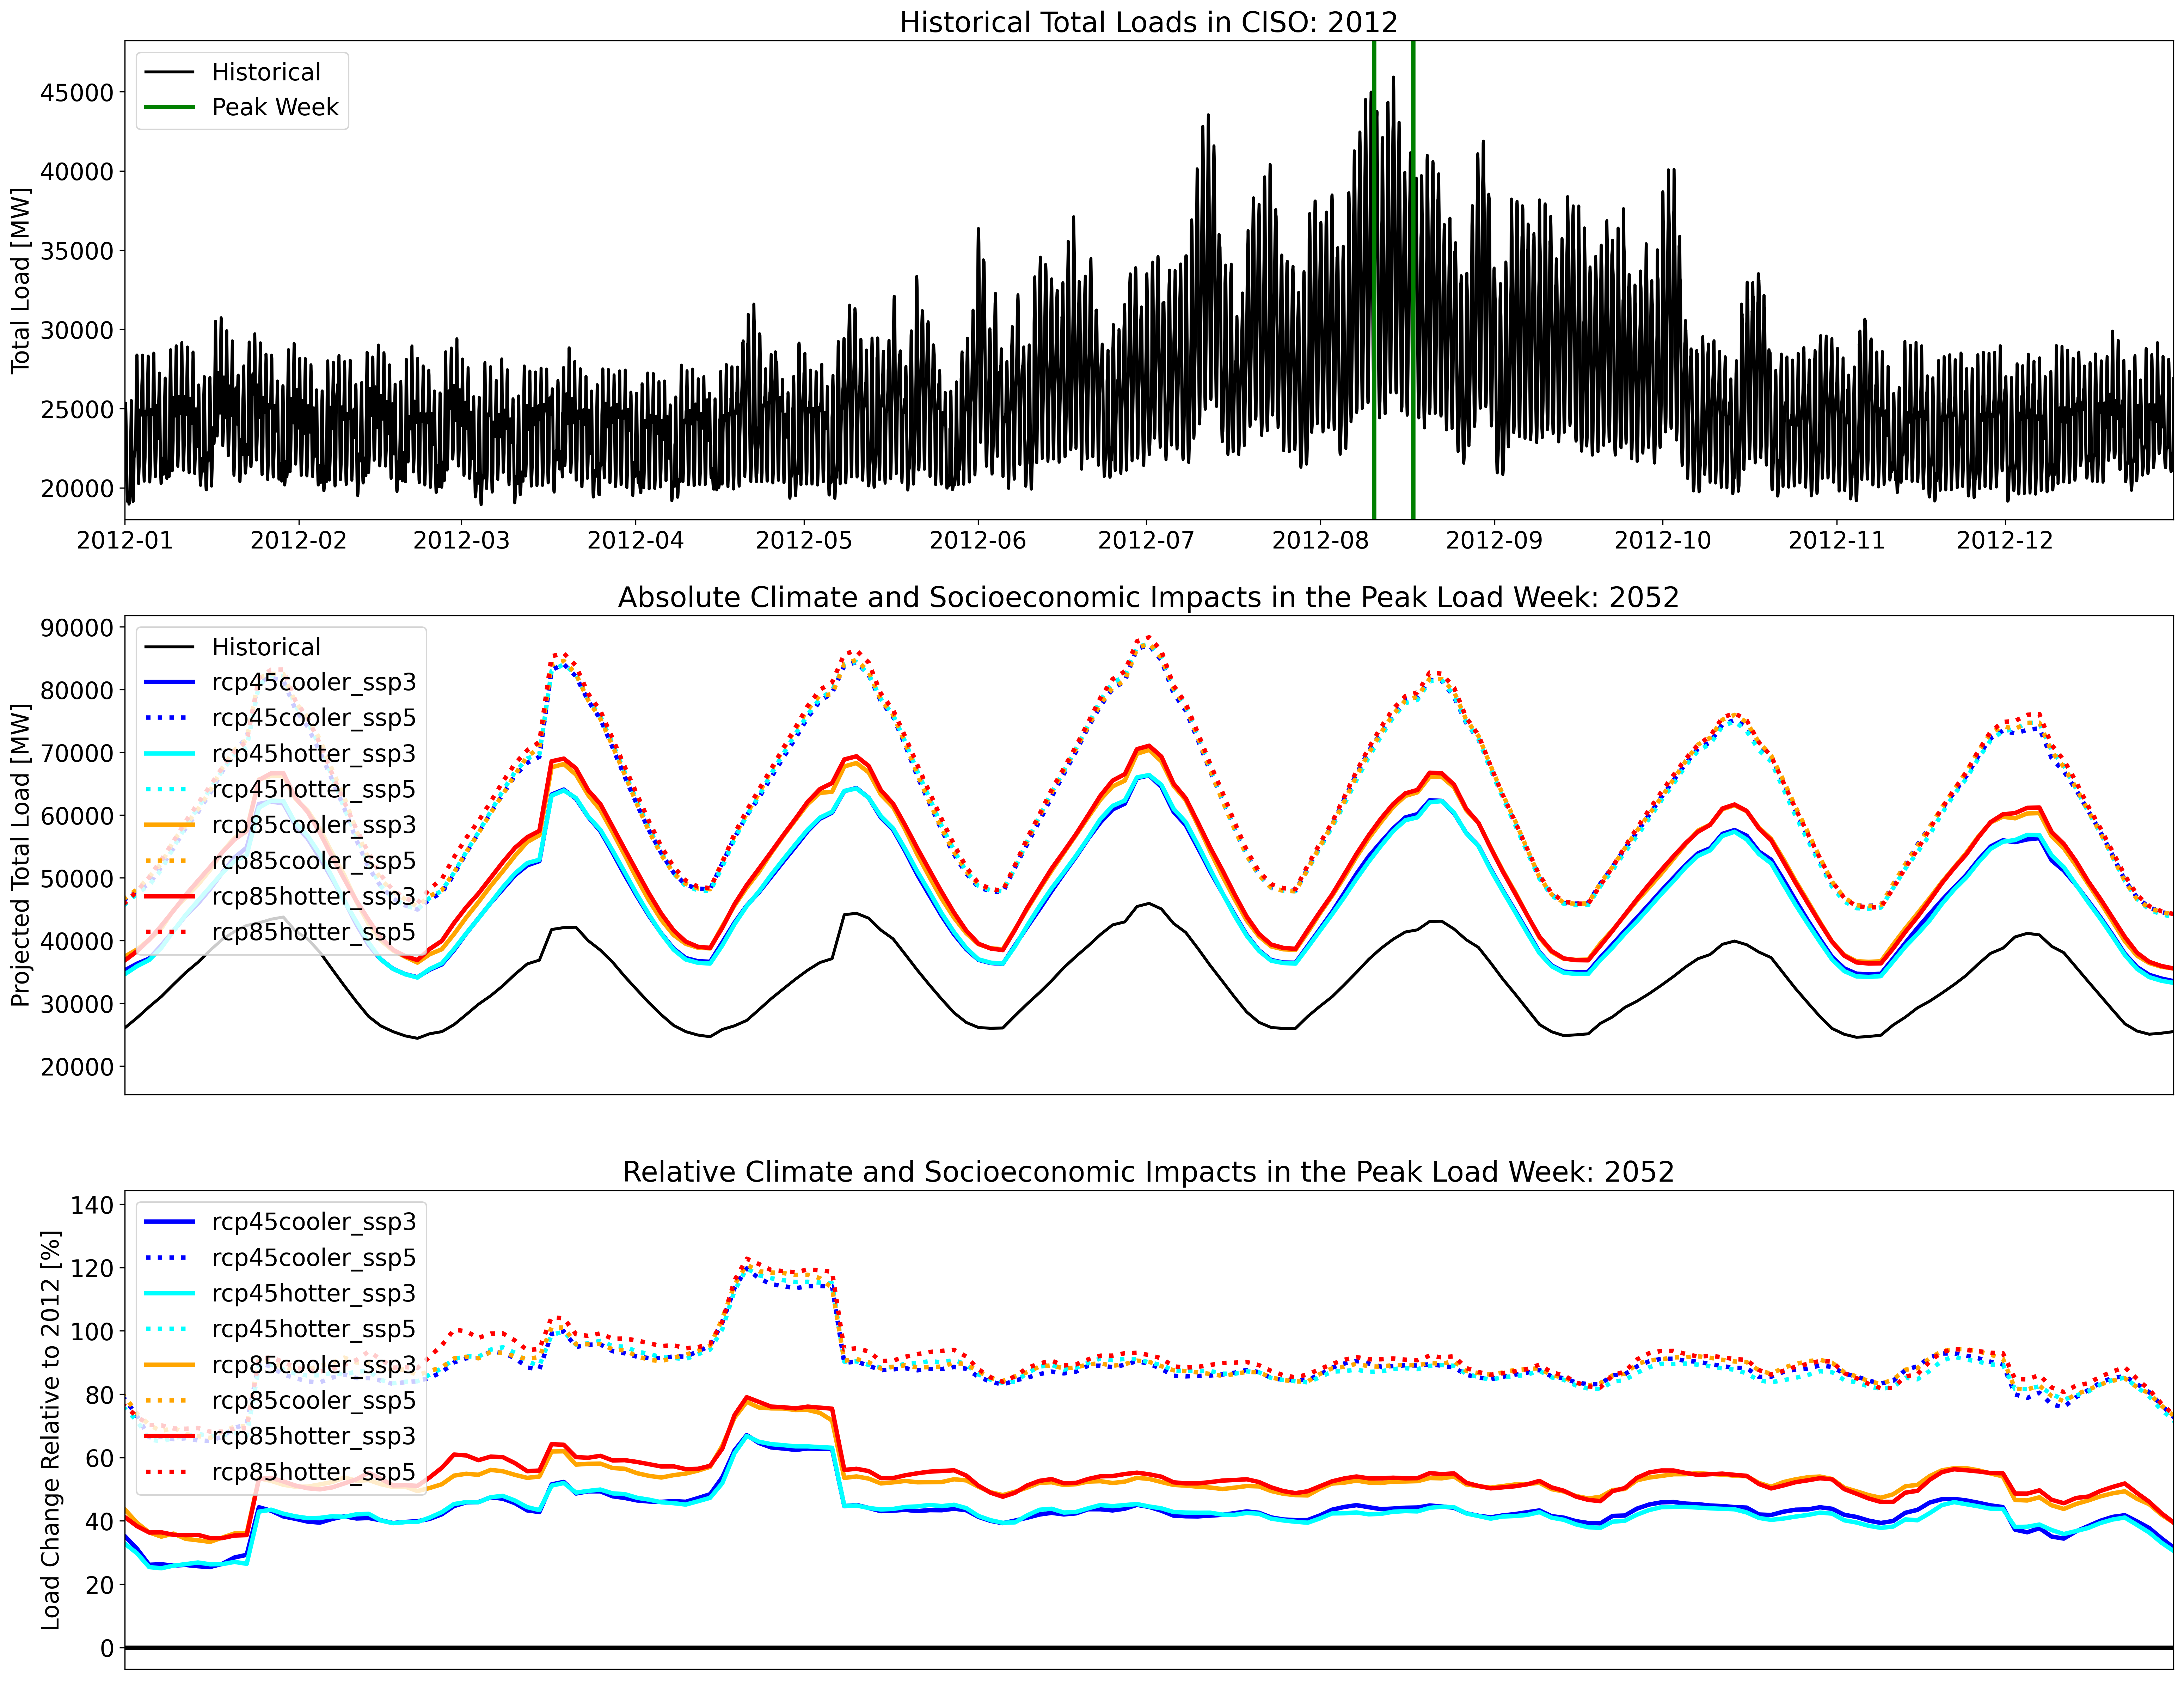 Historical Total Loads in CISO: 2012
Total Load [MW]
45000
40000
35000
30000
25000
20000
Historical
Peak Week
2012-01 2012-02 2012-03 2012-04 2012-05 2012-06 2012-07 2012-08 2012-09 2012-10 2012-11 2012-12
Absolute Climate and Socioeconomic Impacts in the Peak Load Week: 2052
Projected Total Load [MW]
90000
80000
70000
60000
50000
40000
30000
20000
Historical
rcp45cooler_ssp3
rcp45cooler_ssp5
rcp45hotter_ssp3
rcp45hotter_ssp5
rcp85cooler_ssp3
rcp85cooler_ssp5
rcp85hotter_ssp3
rcp85hotter_ssp5
Relative Climate and Socioeconomic Impacts in the Peak Load Week: 2052
Load Change Relative to 2012 [%]
140
120
100
80
60
40
20
0
rcp45cooler_ssp3
rcp45cooler_ssp5
rcp45hotter_ssp3
rcp45hotter_ssp5
rcp85cooler_ssp3
rcp85cooler_ssp5
rcp85hotter_ssp3
rcp85hotter_ssp5